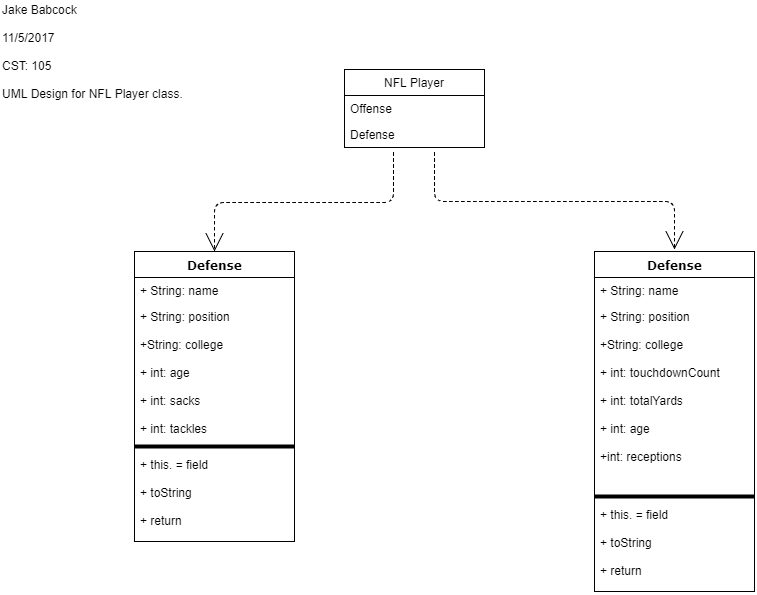 Jake Babcock
11/5/2017
CST: 105
UML Design for NFL Player class.
NFL Player
Offense
Defense
Defense
+ String: name
+ String: position
+String: college
+ int: age
+ int: sacks
+ int: tackles
+ this. = field
+ toString
+ return
Defense
+ String: name
+ String: position
+String: college
+ int: touchdownCount
+ int: totalYards
+ int: age
+int: receptions
+ this. = field
+ toString
+ return